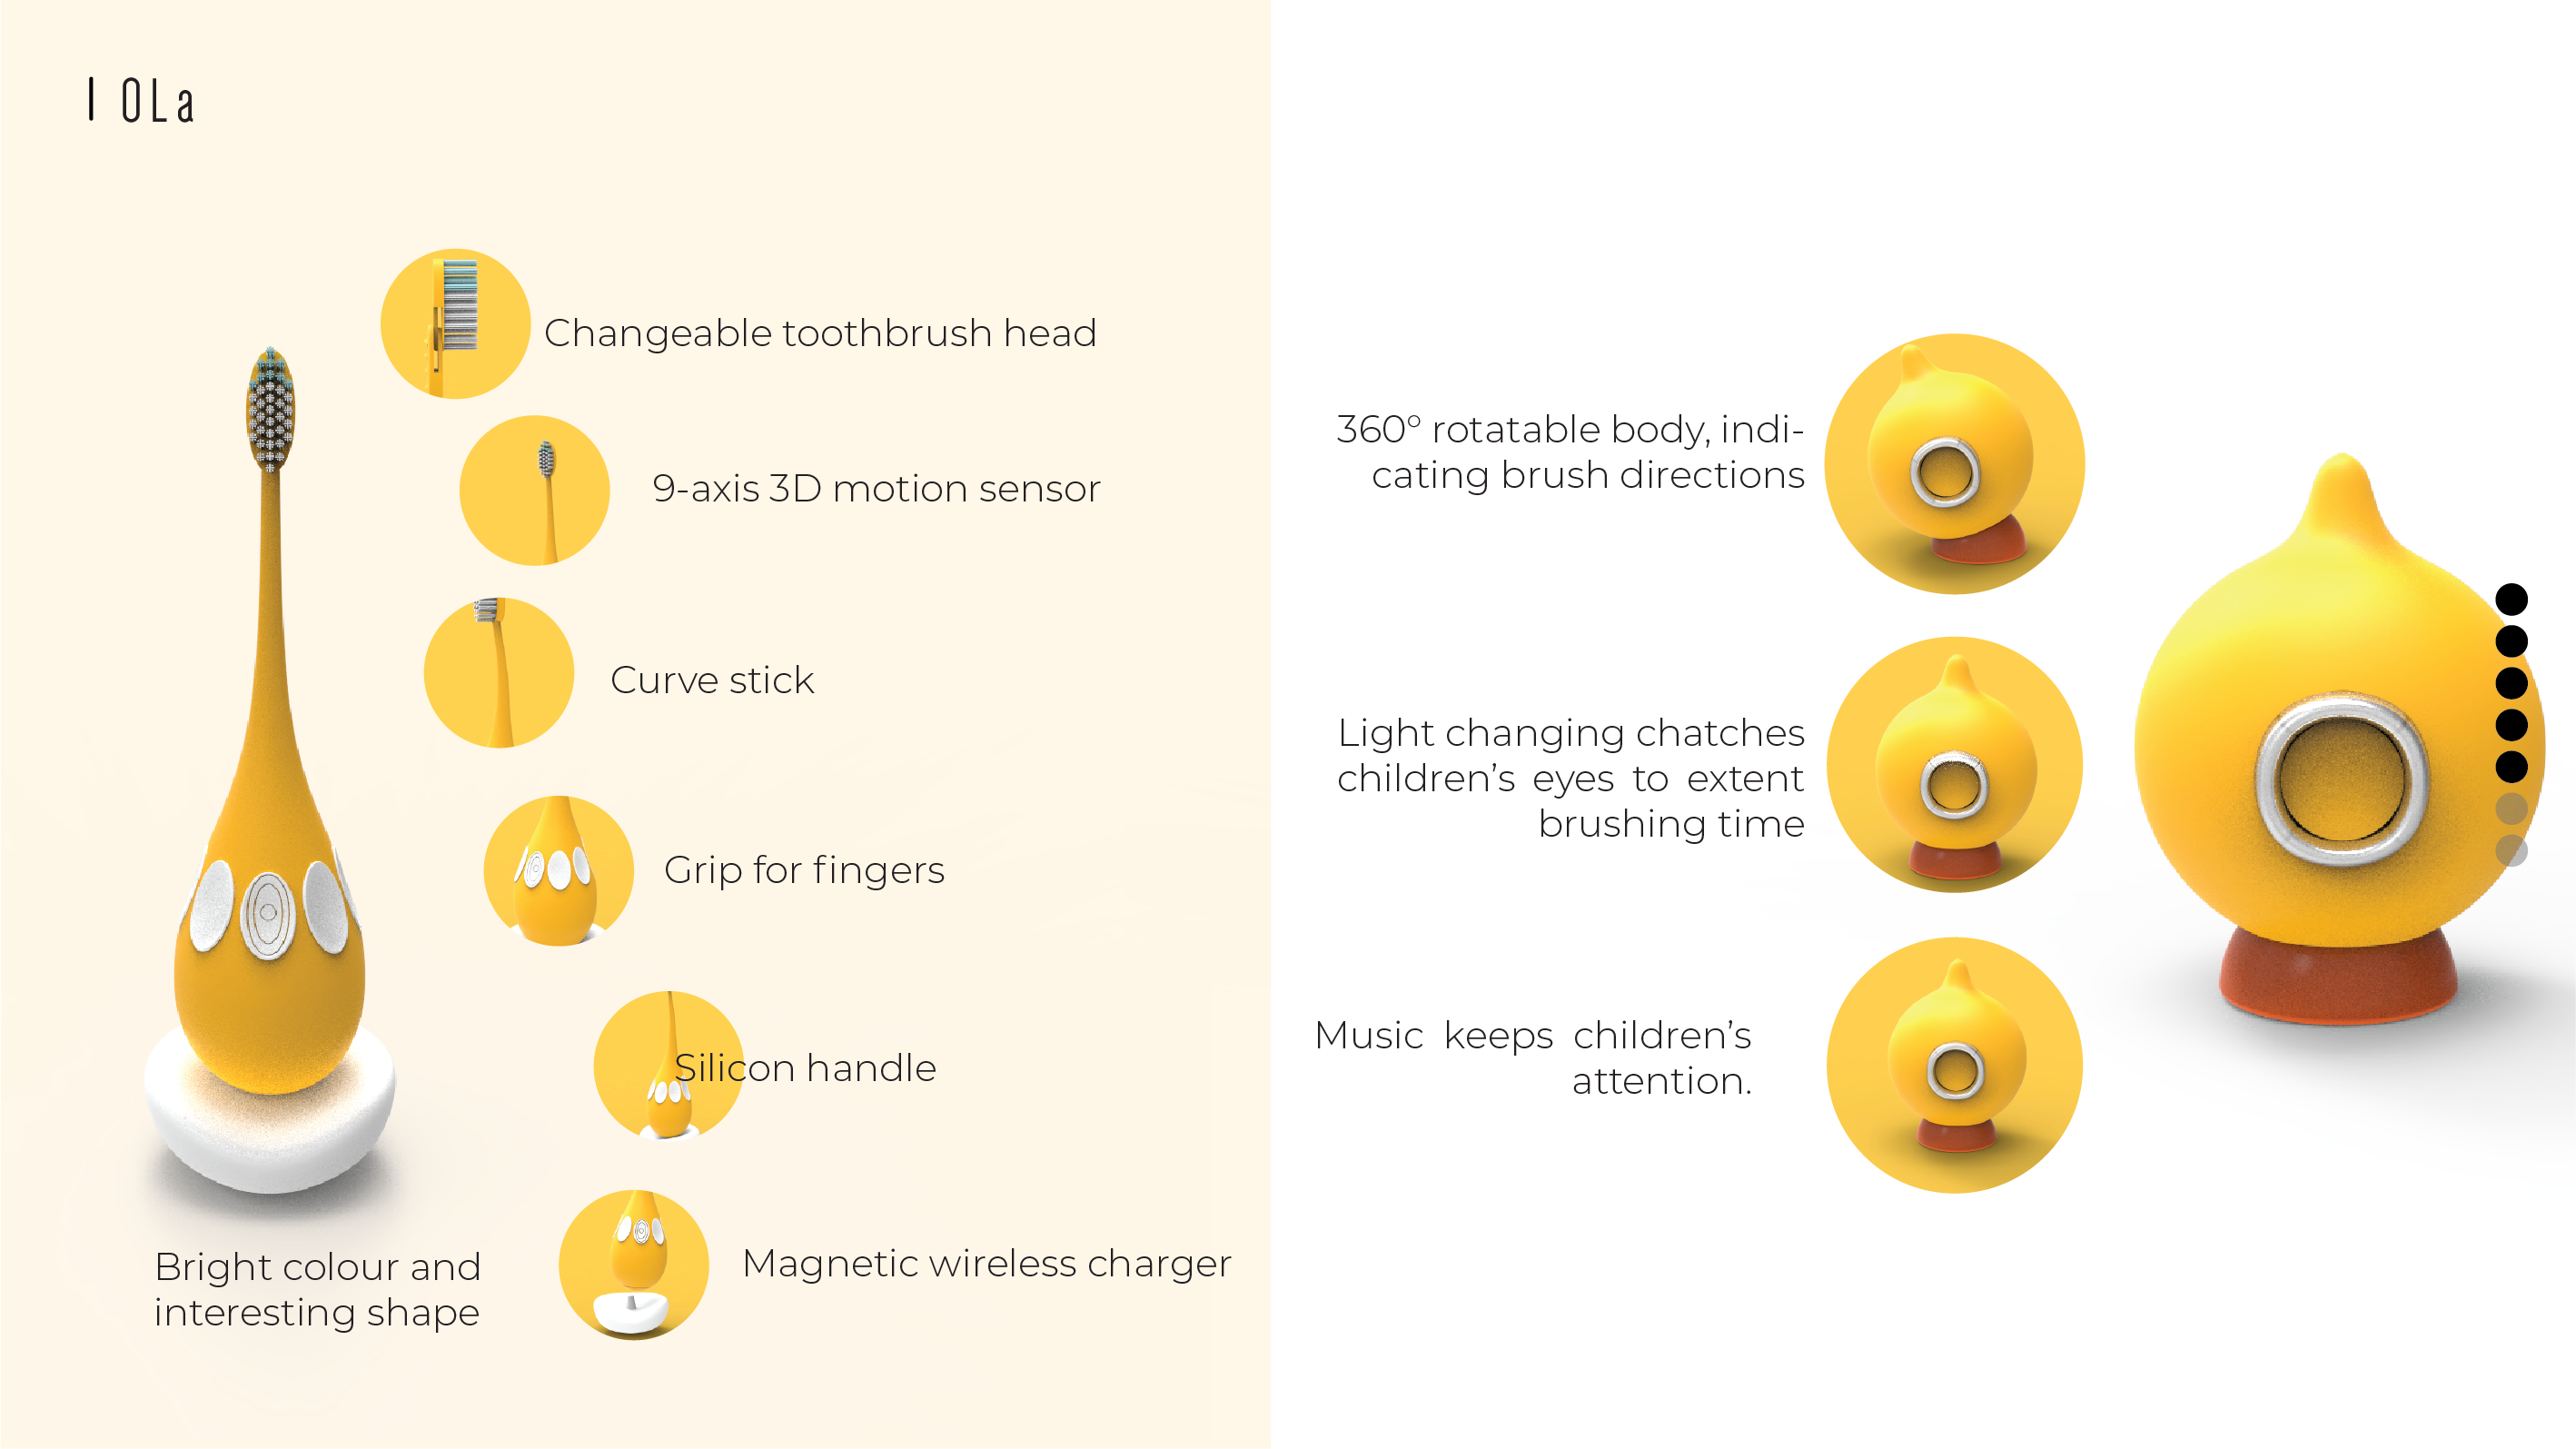 | OLa
Changeable toothbrush head
9-axis 3D motion sensor
Curve stick
Grip for fingers
Silicon handle
Magnetic wireless charger
Bright colour and
interesting shape
360° rotatable body, indi-
cating brush directions
Light changing chatches
children’s eyes to extent
brushing time
Music keeps children’s
attention.